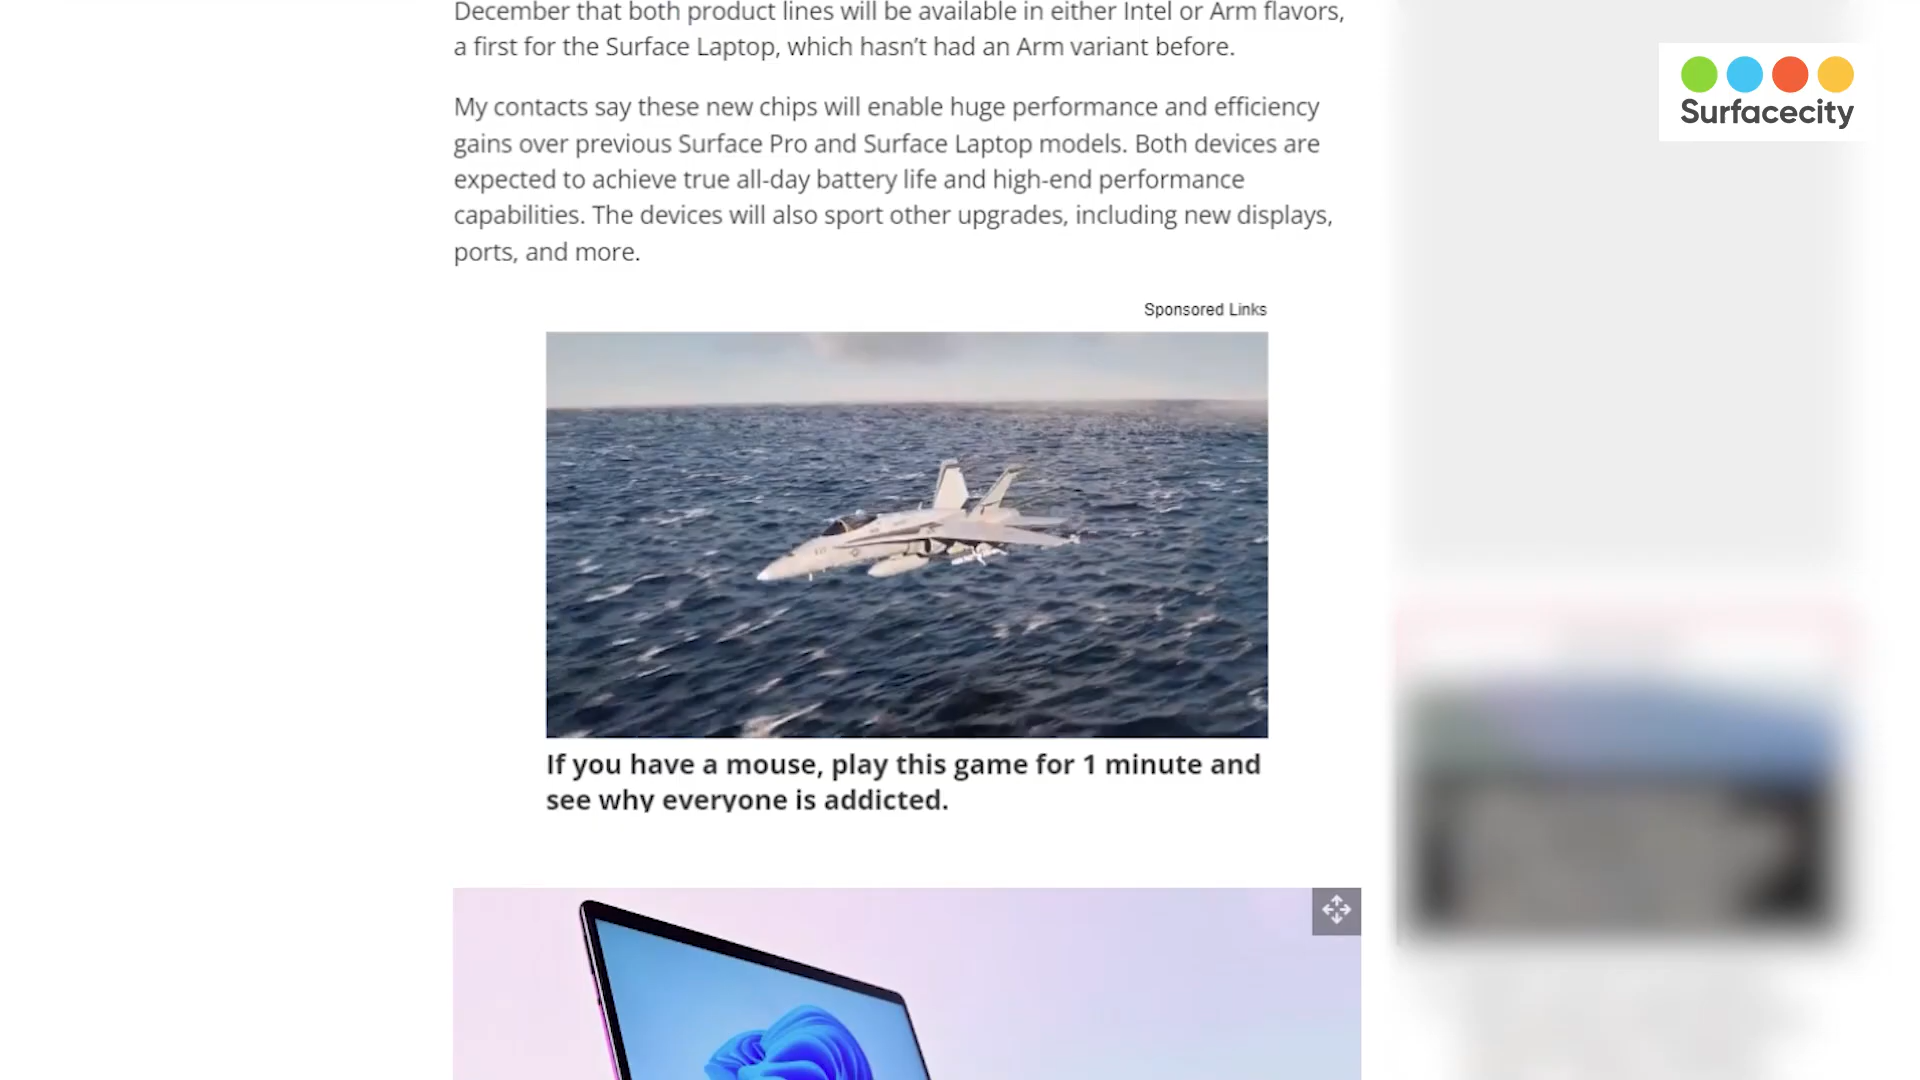 December that both product lines will be available in either Intel or Arm flavors,
a first for the Surface Laptop, which hasn’t had an Arm variant before.
Surfacecity
My contacts say these new chips will enable huge performance and efficiency
gains over previous Surface Pro and Surface Laptop models. Both devices are
expected to achieve true all-day battery life and high-end performance
capabilities. The devices will also sport other upgrades, including new displays,
ports, and more.
Sponsored Links
If you have a mouse, play this game for 1 minute and
see why everyone is addicted.